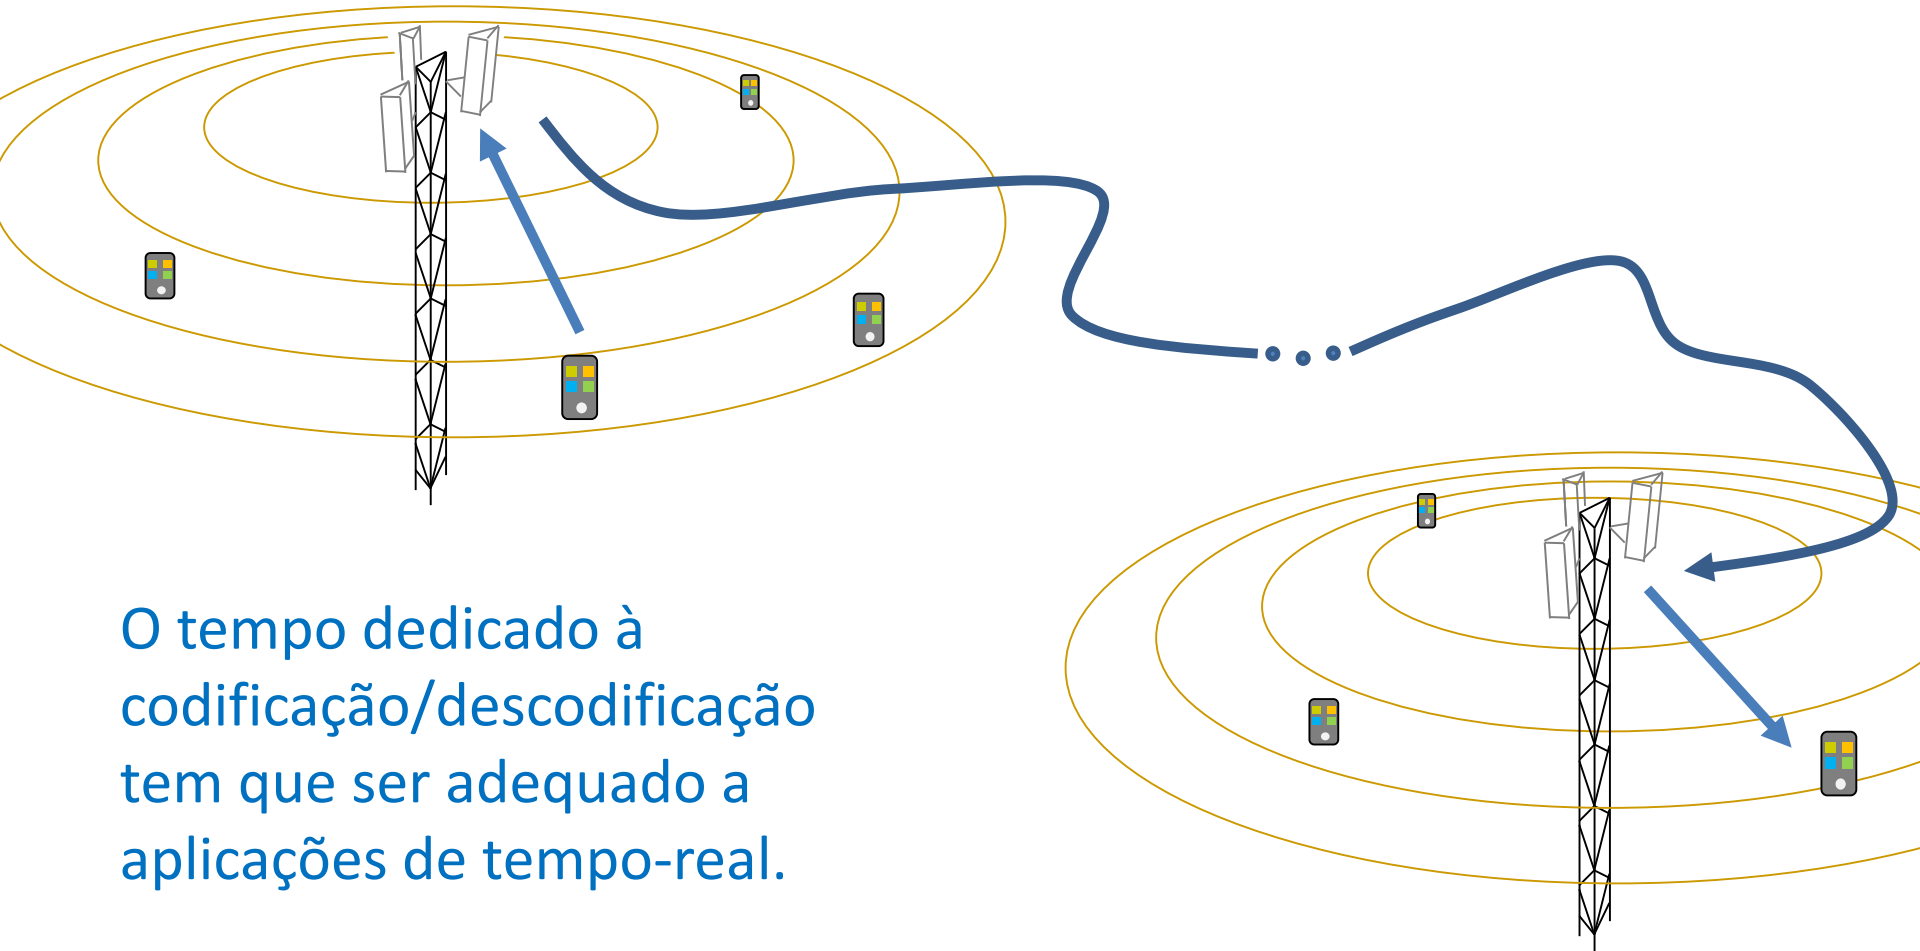 O tempo dedicado à
codificação/descodificação
tem que ser adequado a
aplicações de tempo-real.